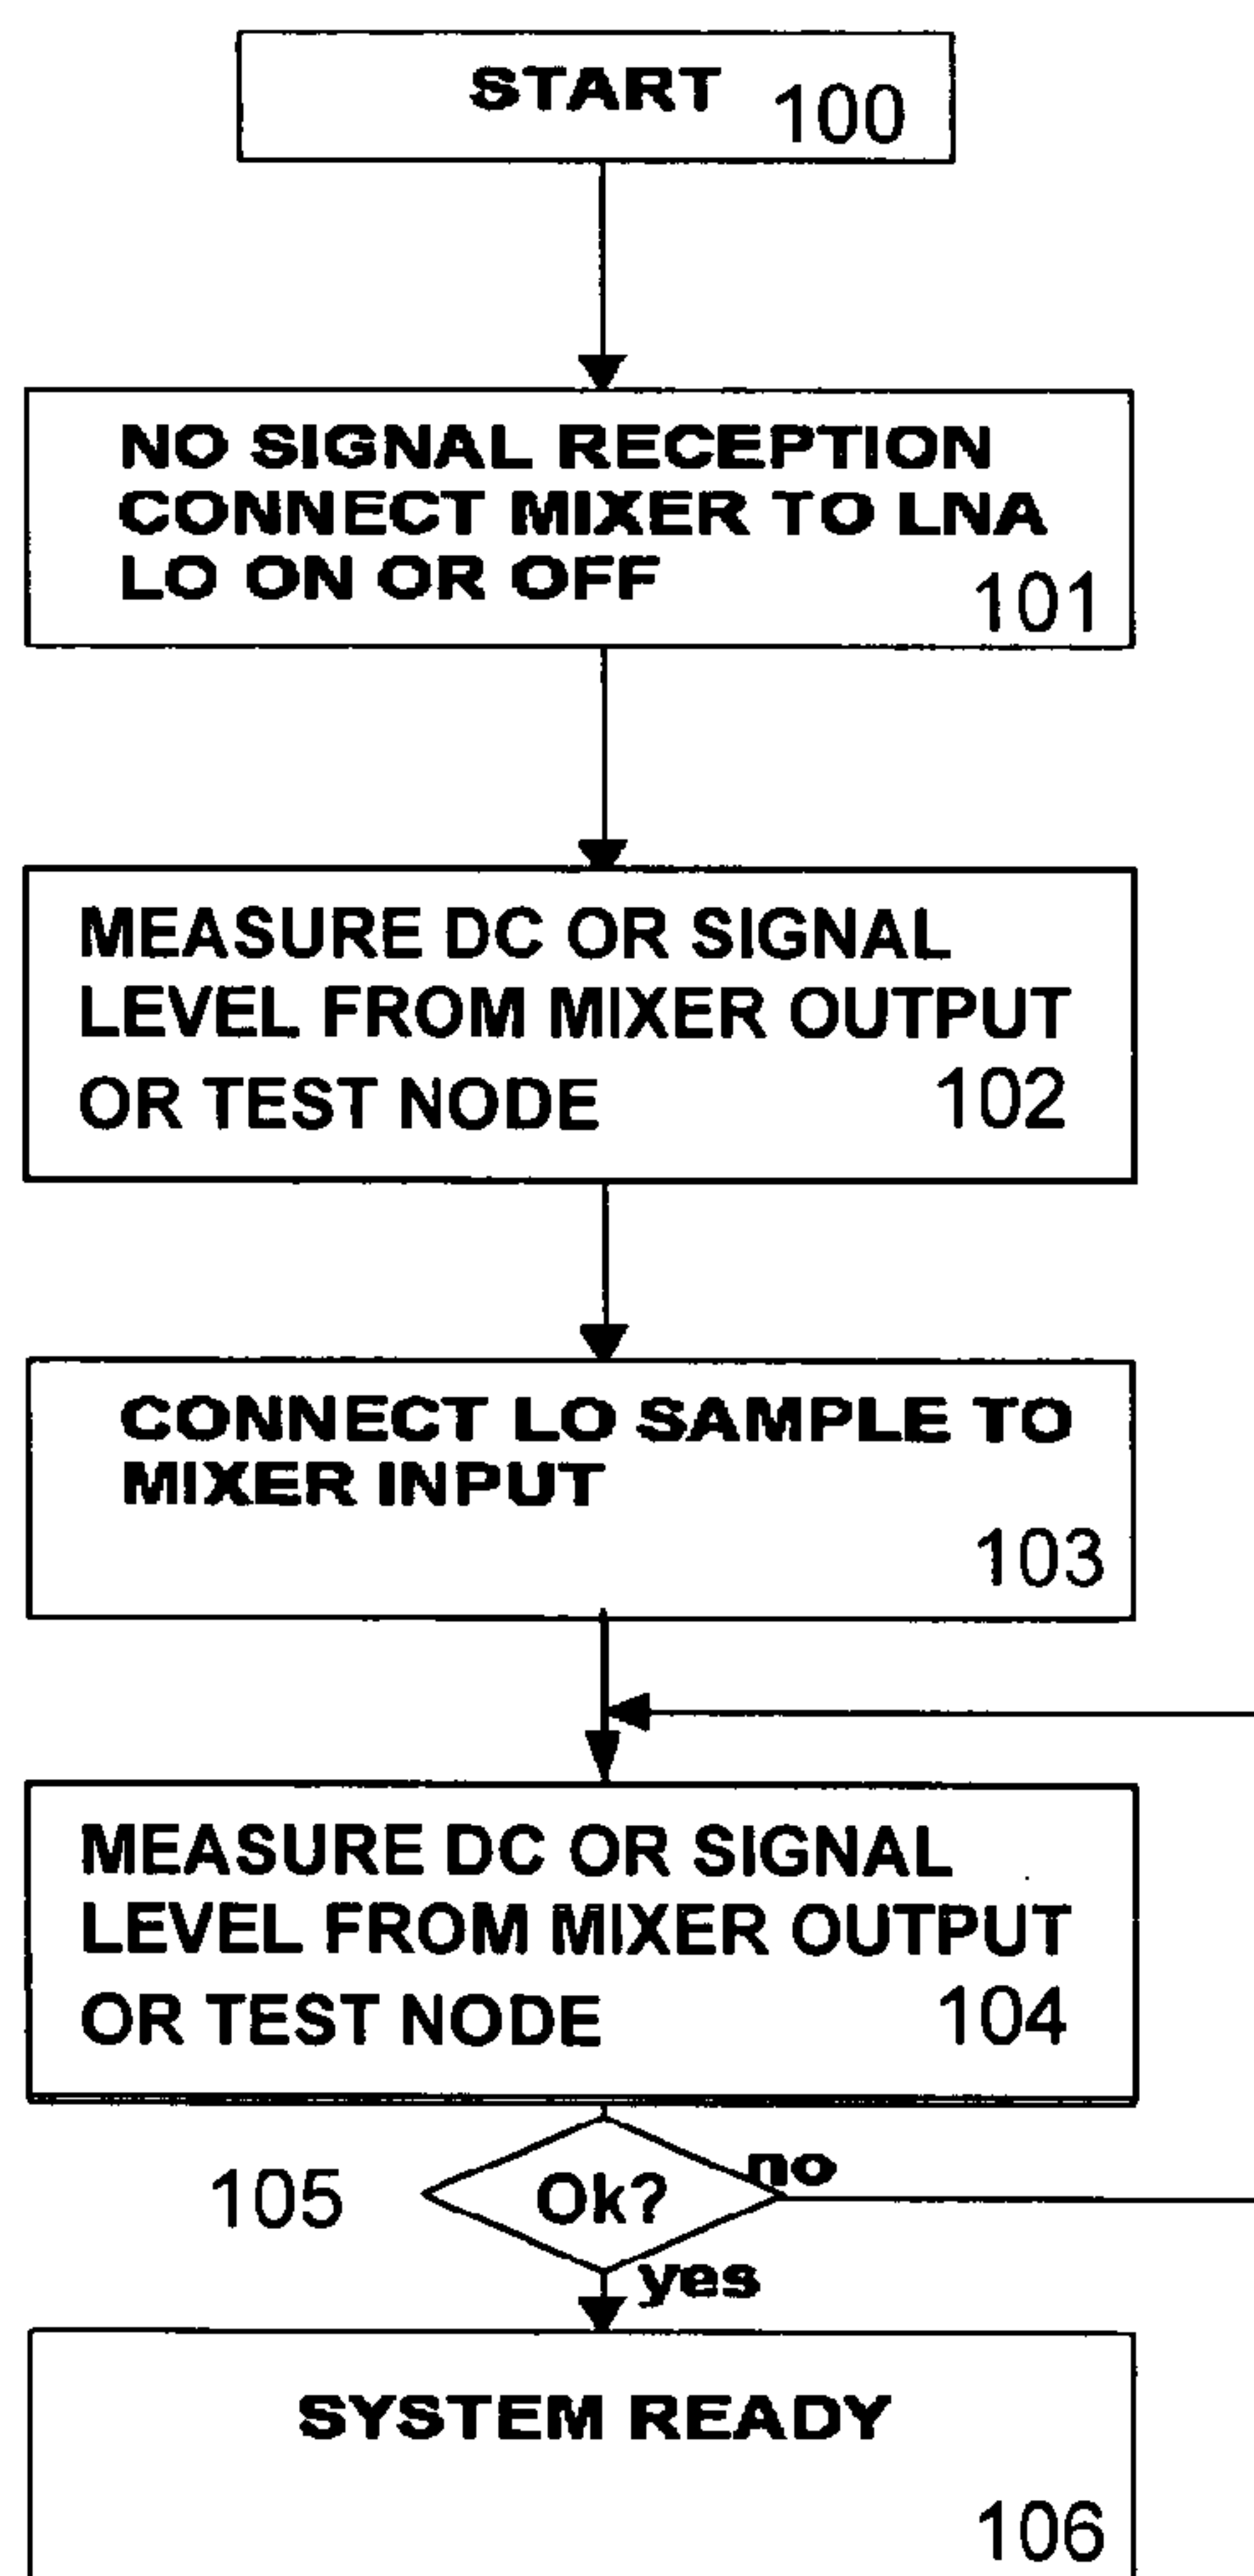 START 100
NO SIGNAL RECEPTION
CONNECT MIXER TO LNA
LO ON OR OFF
101
MEASURE DC OR SIGNAL
LEVEL FROM MIXER OUTPUT
OR TEST NODE 102
CONNECT LO SAMPLE TO
MIXER INPUT
103
MEASURE DC OR SIGNAL
LEVEL FROM MIXER OUTPUT
OR TEST NODE 104
105 Ok? no
yes
SYSTEM READY
106